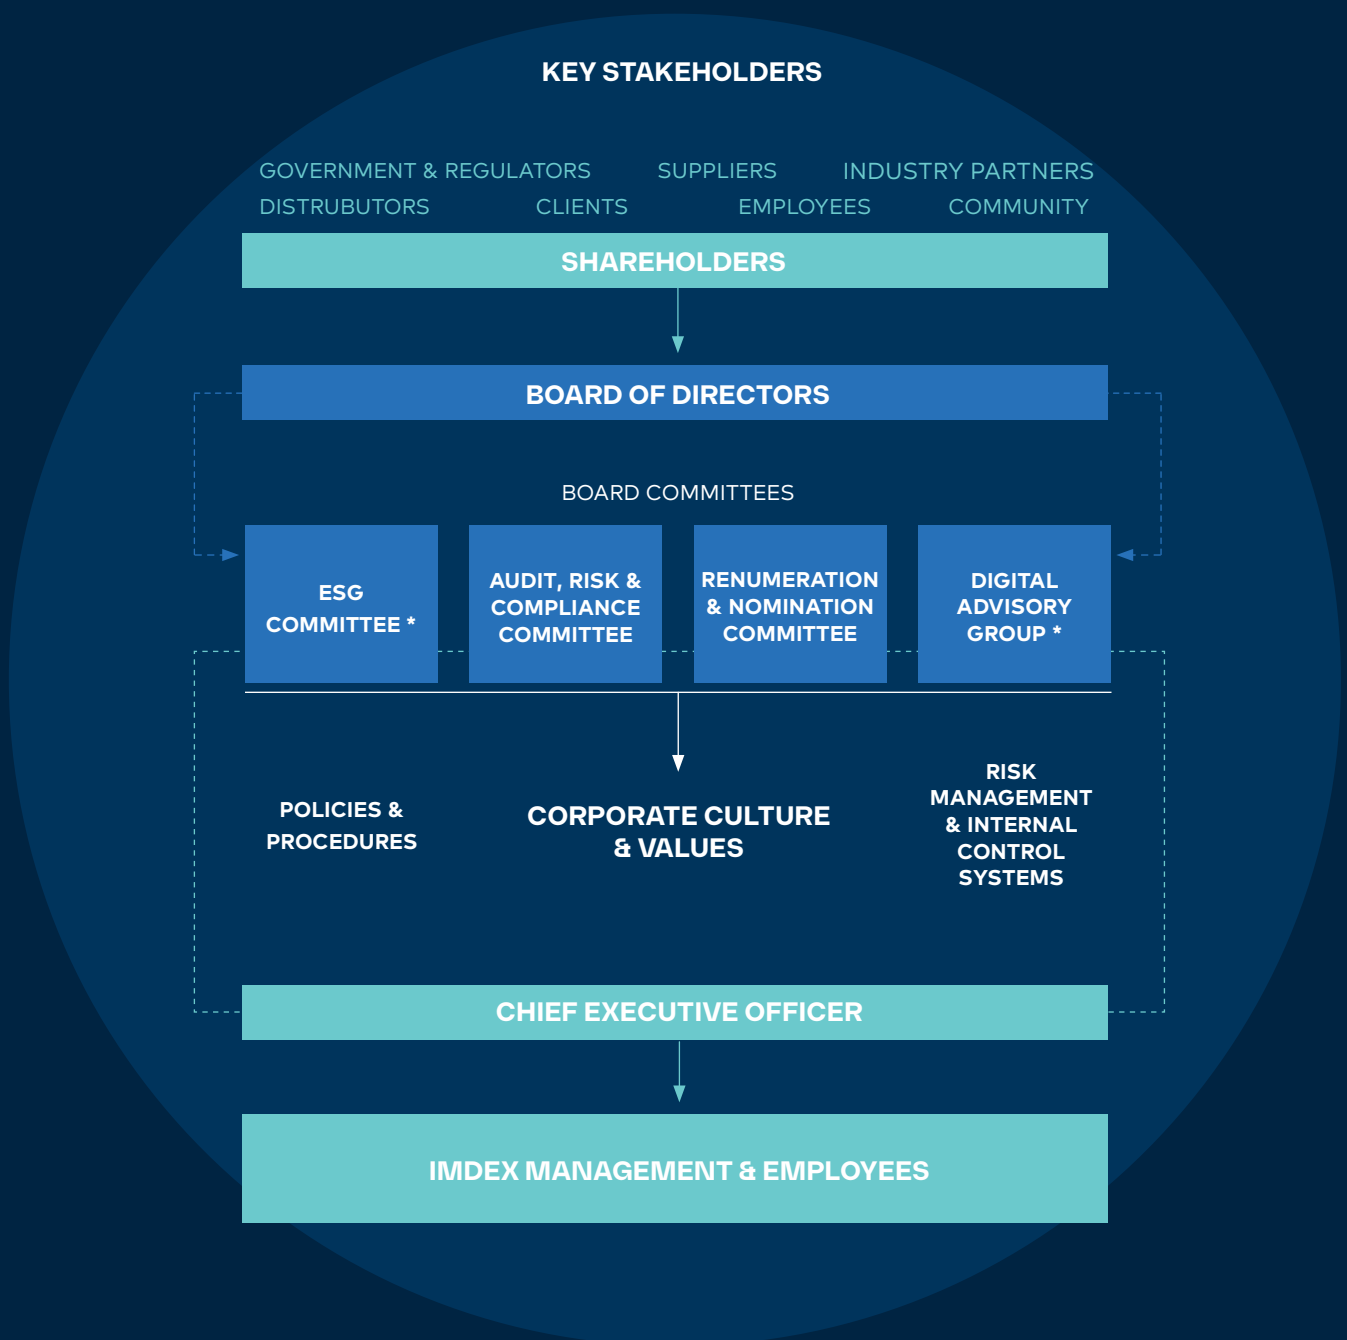 KEY STAKEHOLDERS
GOVERNMENT & REGULATORS SUPPLIERS INDUSTRY PARTNERS
DISTRUBUTORS CLIENTS EMPLOYEES COMMUNITY
SHAREHOLDERS
BOARD OF DIRECTORS
BOARD COMMITTEES
ESG
COMMITTEE *
AUDIT, RISK &
COMPLIANCE
COMMITTEE
RENUMERATION
& NOMINATION
COMMITTEE
DIGITAL
ADVISORY
GROUP *
POLICIES &
PROCEDURES
CORPORATE CULTURE
& VALUES
RISK
MANAGEMENT
& INTERNAL
CONTROL
SYSTEMS
CHIEF EXECUTIVE OFFICER
IMDEX MANAGEMENT & EMPLOYEES